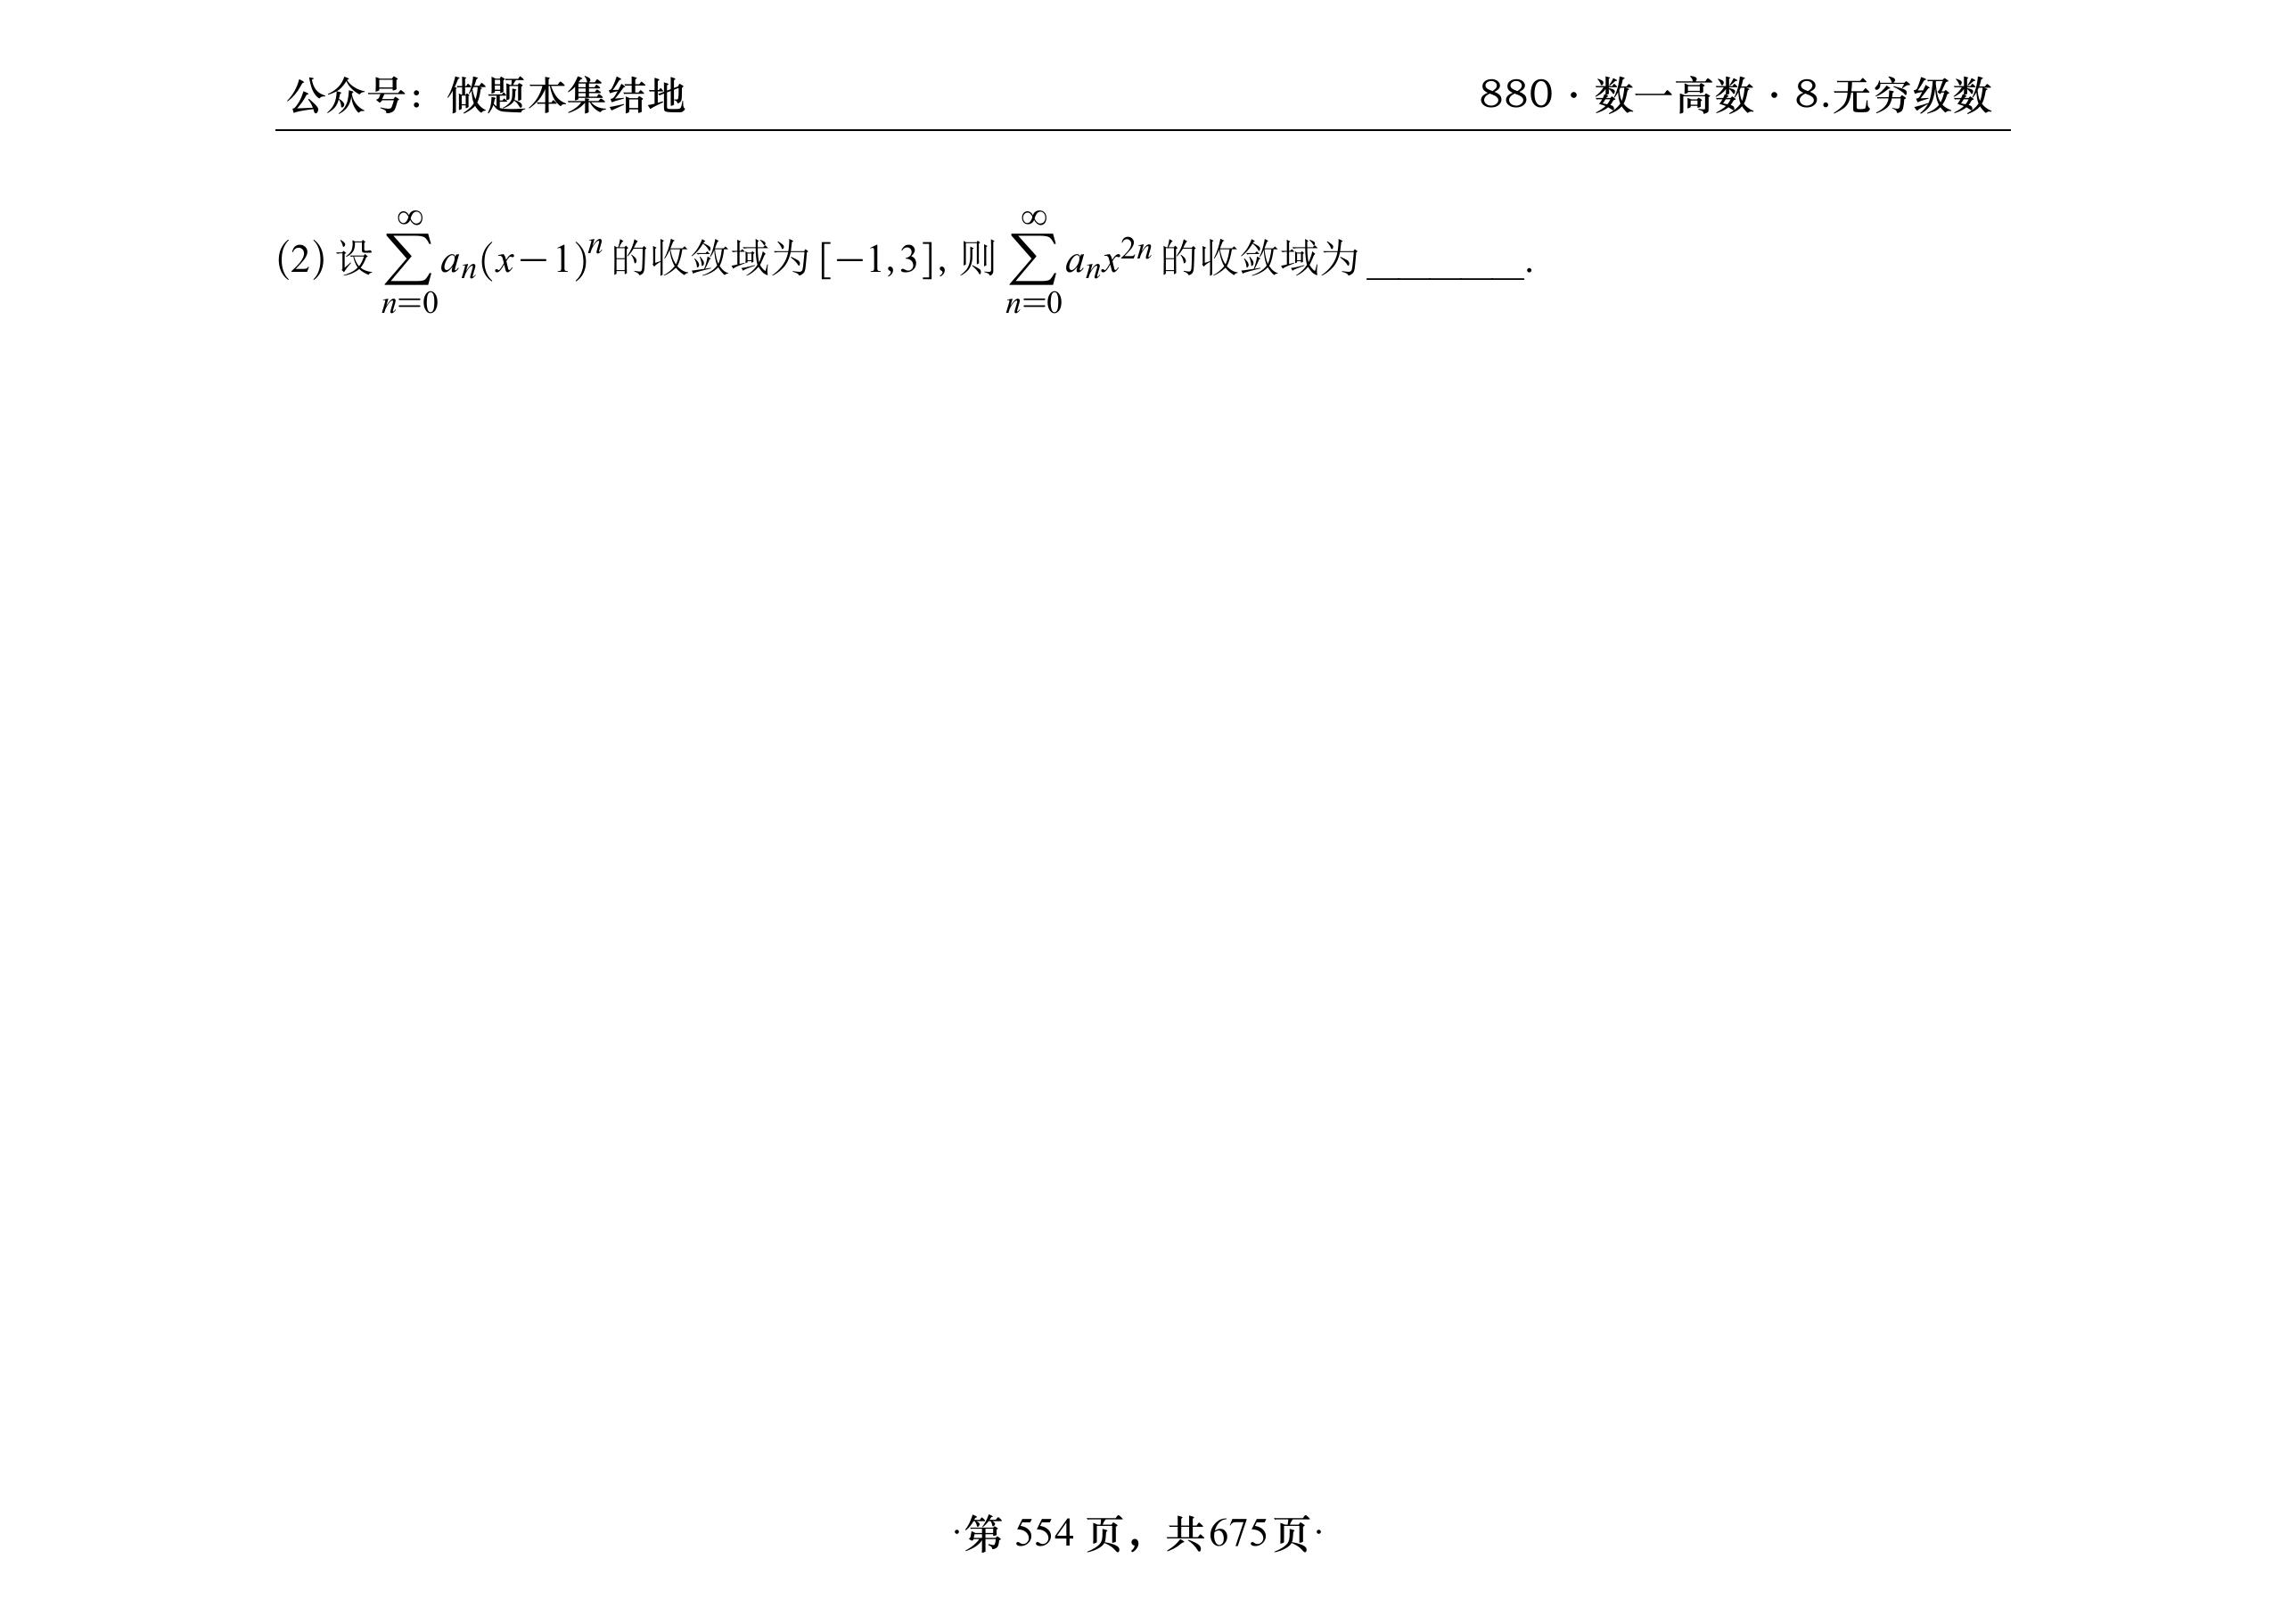 公众号：做题本集结地
880 · 数一高数 · 8.无穷级数
(2) 设 $\sum_{n=0}^{\infty} a_n(x-1)^n$ 的收敛域为 [−1,3], 则 $\sum_{n=0}^{\infty} a_n x^{2n}$ 的收敛域为 ________.
·第 554 页，共675页·